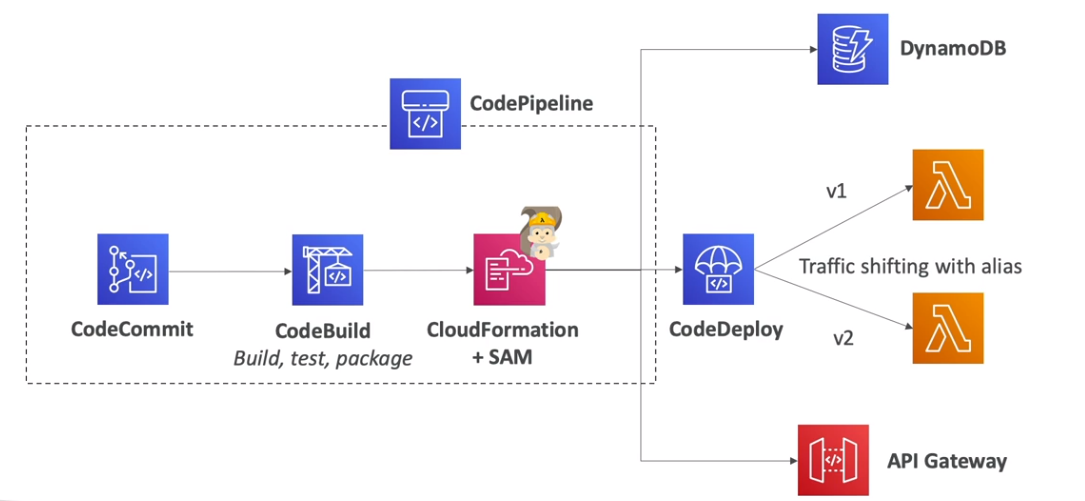 DynamoDB
CodePipeline
v1
Traffic shifting with alias
v2
CodeCommit
CodeBuild
Build, test, package
CloudFormation
+ SAM
CodeDeploy
API Gateway